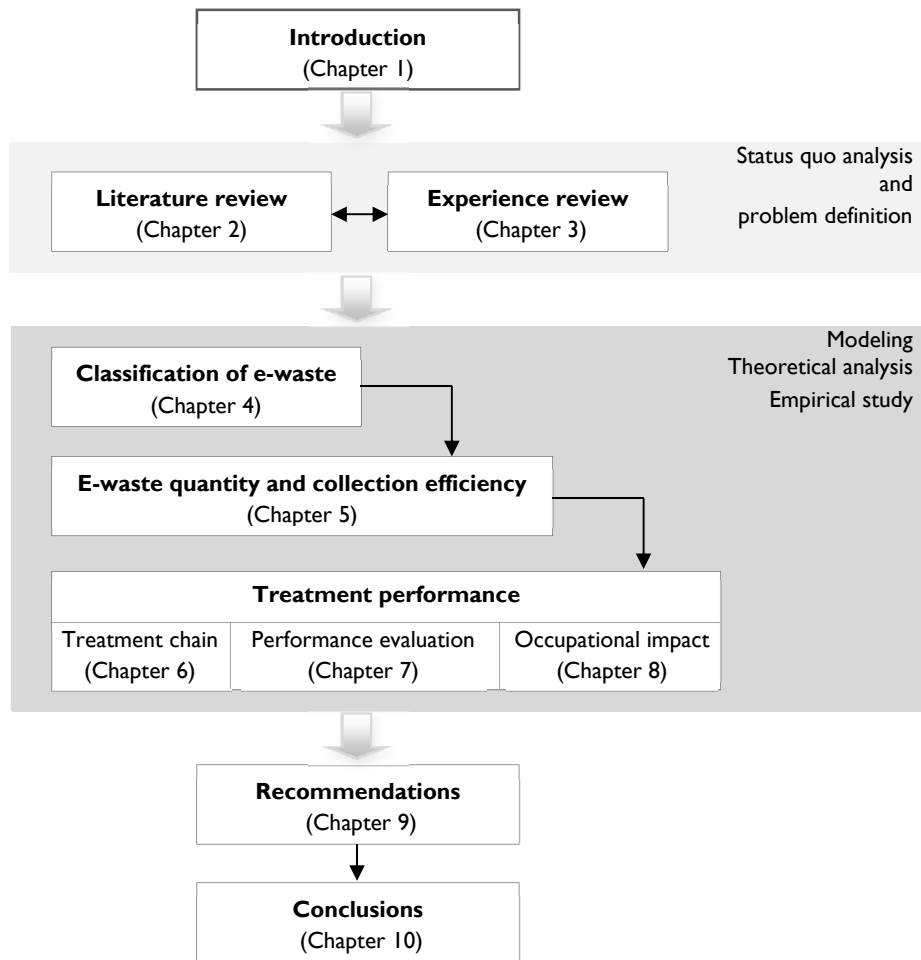 Introduction
(Chapter 1)
Status quo analysis
and
problem definition
Literature review
(Chapter 2)
Experience review
(Chapter 3)
Modeling
Theoretical analysis
Empirical study
Classification of e-waste
(Chapter 4)
E-waste quantity and collection efficiency
(Chapter 5)
Treatment performance
Treatment chain
(Chapter 6)
Performance evaluation
(Chapter 7)
Occupational impact
(Chapter 8)
Recommendations
(Chapter 9)
Conclusions
(Chapter 10)